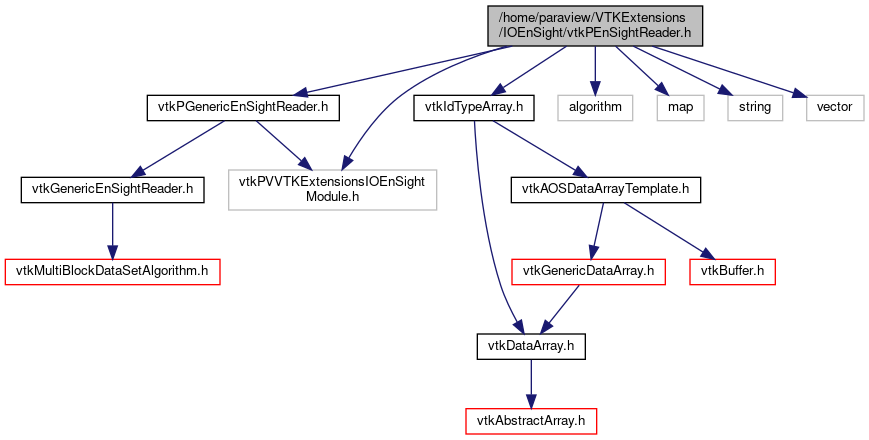 /home/paraview/VTKExtensions
/IOEnSight/vtkPEnSightReader.h
vtkPGenericEnSightReader.h
vtkIdTypeArray.h
algorithm
map
string
vector
vtkGenericEnSightReader.h
vtkPVVTKExtensionsIOEnSight
Module.h
vtkAOSDataArrayTemplate.h
vtkMultiBlockDataSetAlgorithm.h
vtkGenericDataArray.h
vtkBuffer.h
vtkDataArray.h
vtkAbstractArray.h